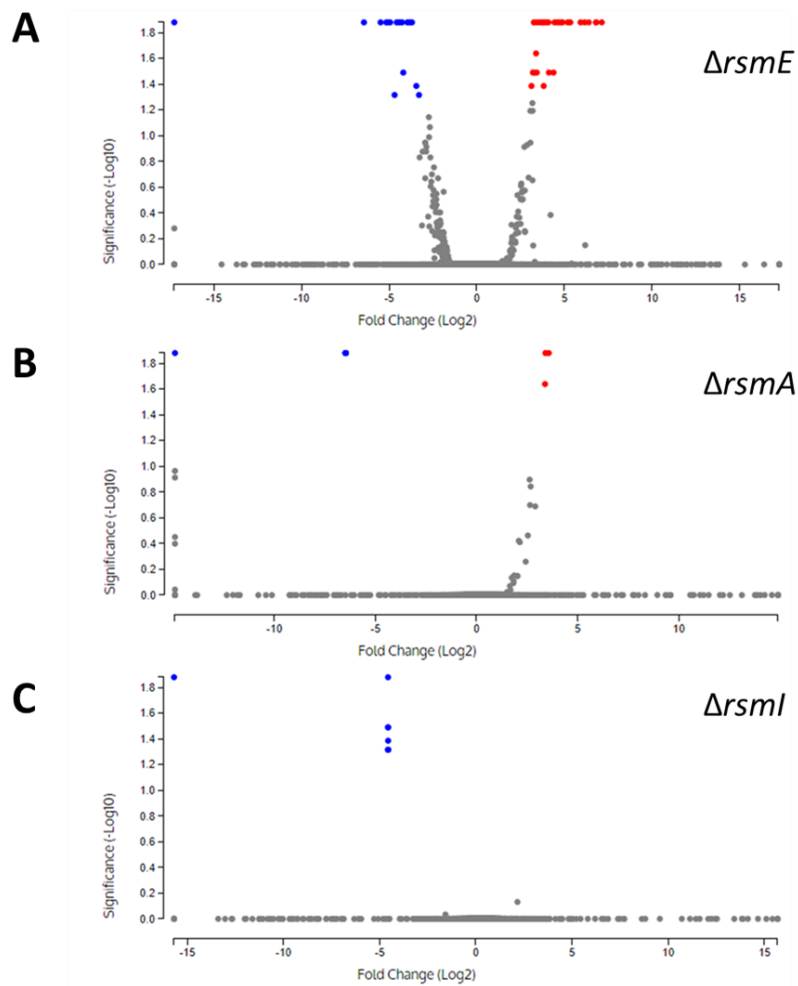 A
ΔrsmE
Significance (-Log10)
1.8
1.6
1.4
1.2
1.0
0.8
0.6
0.4
0.2
0.0
-15 -10 -5 0 5 10 15
Fold Change (Log2)
B
ΔrsmA
Significance (-Log10)
1.8
1.6
1.4
1.2
1.0
0.8
0.6
0.4
0.2
0.0
-10 -5 0 5 10
Fold Change (Log2)
C
ΔrsmI
Significance (-Log10)
1.8
1.6
1.4
1.2
1.0
0.8
0.6
0.4
0.2
0.0
-15 -10 -5 0 5 10 15
Fold Change (Log2)